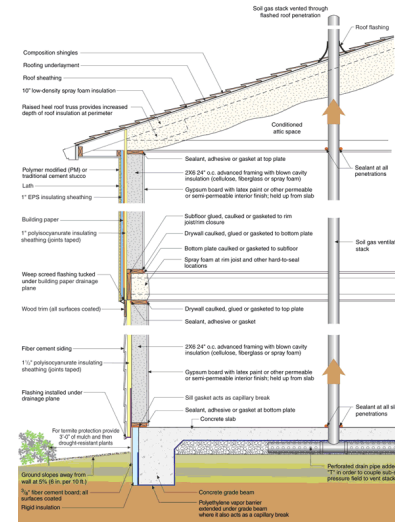 Soil gas stack vented through
flashed roof penetration
Roof flashing
Composition shingles
Roofing underlayment
Roof sheathing
10" low-density spray foam insulation
Raised heel roof truss provides increased
depth of roof insulation at perimeter
Conditioned
attic space
Sealant, adhesive or gasket at top plate
Sealant at all
penetrations
Polymer modified (PM) or
traditional cement stucco
2X6 24" o.c. advanced framing with blown cavity
insulation (cellulose, fiberglass or spray foam)
Lath
1" EPS insulating sheathing
Gypsum board with latex paint or other permeable
or semi-permeable interior finish; held up from slab
Building paper
Subfloor glued, caulked or gasketed to rim
joist/rim closure
1" polyisocyanurate insulating
sheathing (joints taped)
Drywall caulked, glued or gasketed to bottom plate
Soil gas ventilat
stack
Bottom plate caulked or gasketed to subfloor
Spray foam at rim joist and other hard-to-seal
locations
Weep screed flashing tucked
under building paper drainage
plane
Wood trim (all surfaces coated)
Drywall caulked, glued or gasketed to top plate
Sealant, adhesive or gasket
Fiber cement siding
2X6 24" o.c. advanced framing with blown cavity
insulation (cellulose, fiberglass or spray foam)
1½" polyisocyanurate insulating
sheathing (joints taped)
Gypsum board with latex paint or other permeable
or semi-permeable interior finish; held up from slab
Flashing installed under
drainage plane
Sill gasket acts as capillary break
Sealant, adhesive or gasket at bottom plate
Sealant at all sl
penetrations
Concrete slab
For termite protection provide
3'-0" of mulch and then
drought-resistant plants
Ground slopes away from
wall at 5% (6 in. per 10 ft.)
Perforated drain pipe adde
"T" in order to couple sub-s
pressure field to vent stack
fiber cement board; all
surfaces coated
Concrete grade beam
Rigid insulation
Polyethylene vapor barrier
extended under grade beam
where it also acts as a capillary break